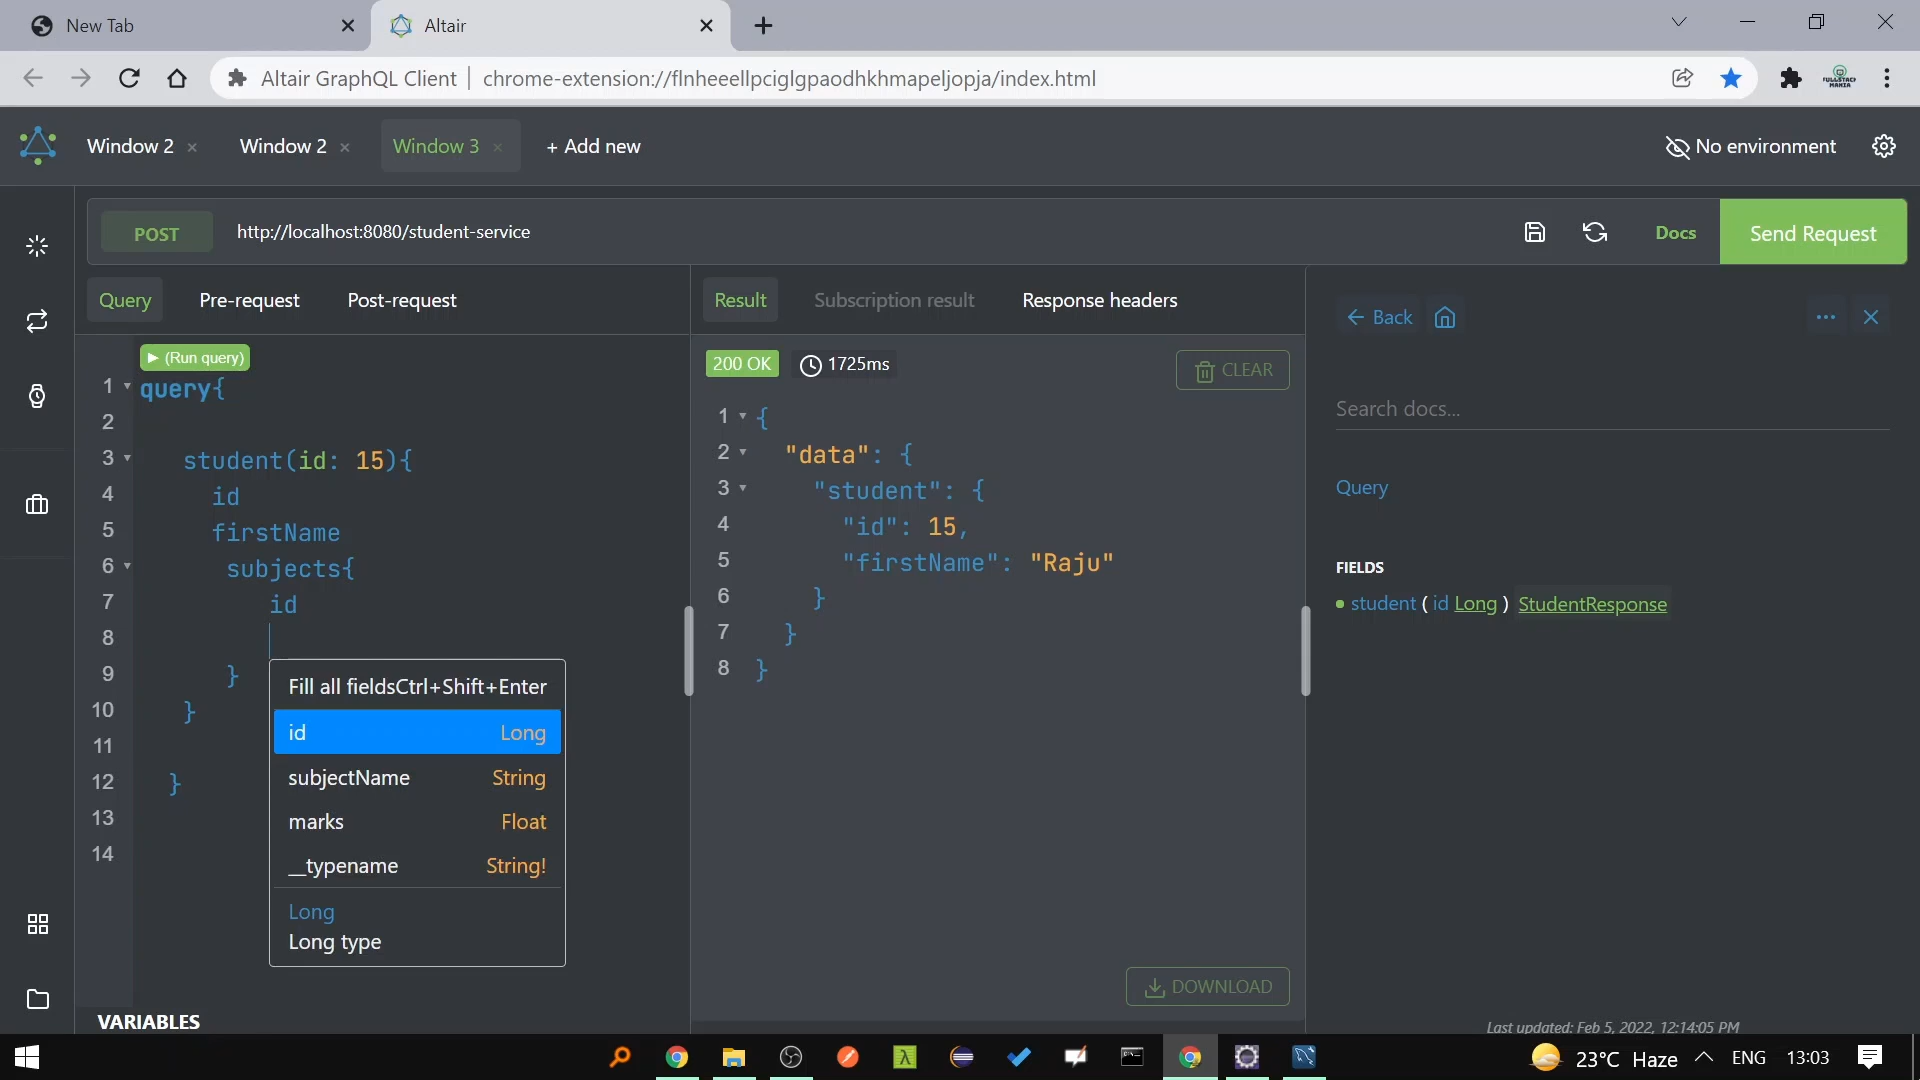 New Tab
Altair
Altair GraphQL Client | chrome-extension://flnheeellpciglgpaodhkhmapeljopja/index.html
FULLSTACK MANIA
Window 2
Window 2
Window 3
+ Add new
No environment
POST
http://localhost:8080/student-service
Docs
Send Request
Query
Pre-request
Post-request
(Run query)
1 query{
2
3 student(id: 15){
4 id
5 firstName
6 subjects{
7 id
8
9 }
10 }
11
12 }
13
14
Fill all fieldsCtrl+Shift+Enter
id Long
subjectName String
marks Float
__typename String!
Long
Long type
VARIABLES
Result
Subscription result
Response headers
200 OK
1725ms
CLEAR
1 {
2 "data": {
3 "student": {
4 "id": 15,
5 "firstName": "Raju"
6 }
7 }
8 }
DOWNLOAD
Back
Search docs...
Query
FIELDS
student ( id Long ) StudentResponse
Last updated: Feb 5, 2022, 12:14:05 PM
23°C Haze
ENG
13:03